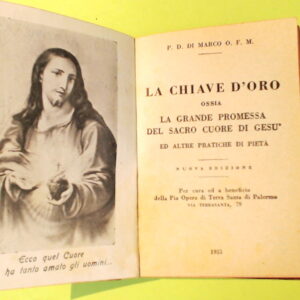 Ecco quel Cuore
ha tanto amato gli uomini...
P. D. DI MARCO O. F. M.
LA CHIAVE D'ORO
OSSIA
LA GRANDE PROMESSA
DEL SACRO CUORE DI GESU'
ED ALTRE PRATICHE DI PIETÀ
NUOVA EDIZIONE
Per cura ed a beneficio
della Pia Opera di Terra Santa di Palermo
VIA TERRASANTA, 79
1955